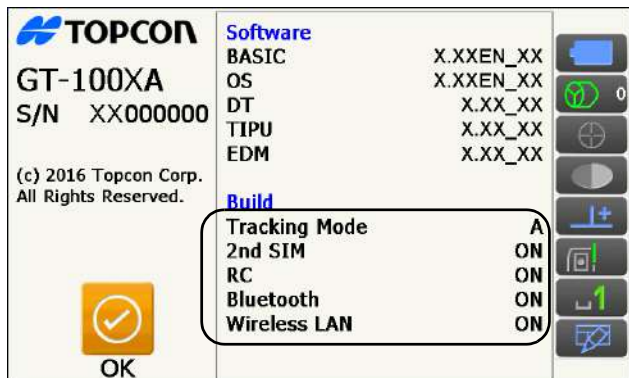 TOPCON
GT-100XA
S/N XX000000
(c) 2016 Topcon Corp.
All Rights Reserved.
OK
Software
BASIC X.XXEN_XX
OS X.XXEN_XX
DT X.XX_XX
TIPU X.XX_XX
EDM X.XX_XX
Build
Tracking Mode A
2nd SIM ON
RC ON
Bluetooth ON
Wireless LAN ON
0
1